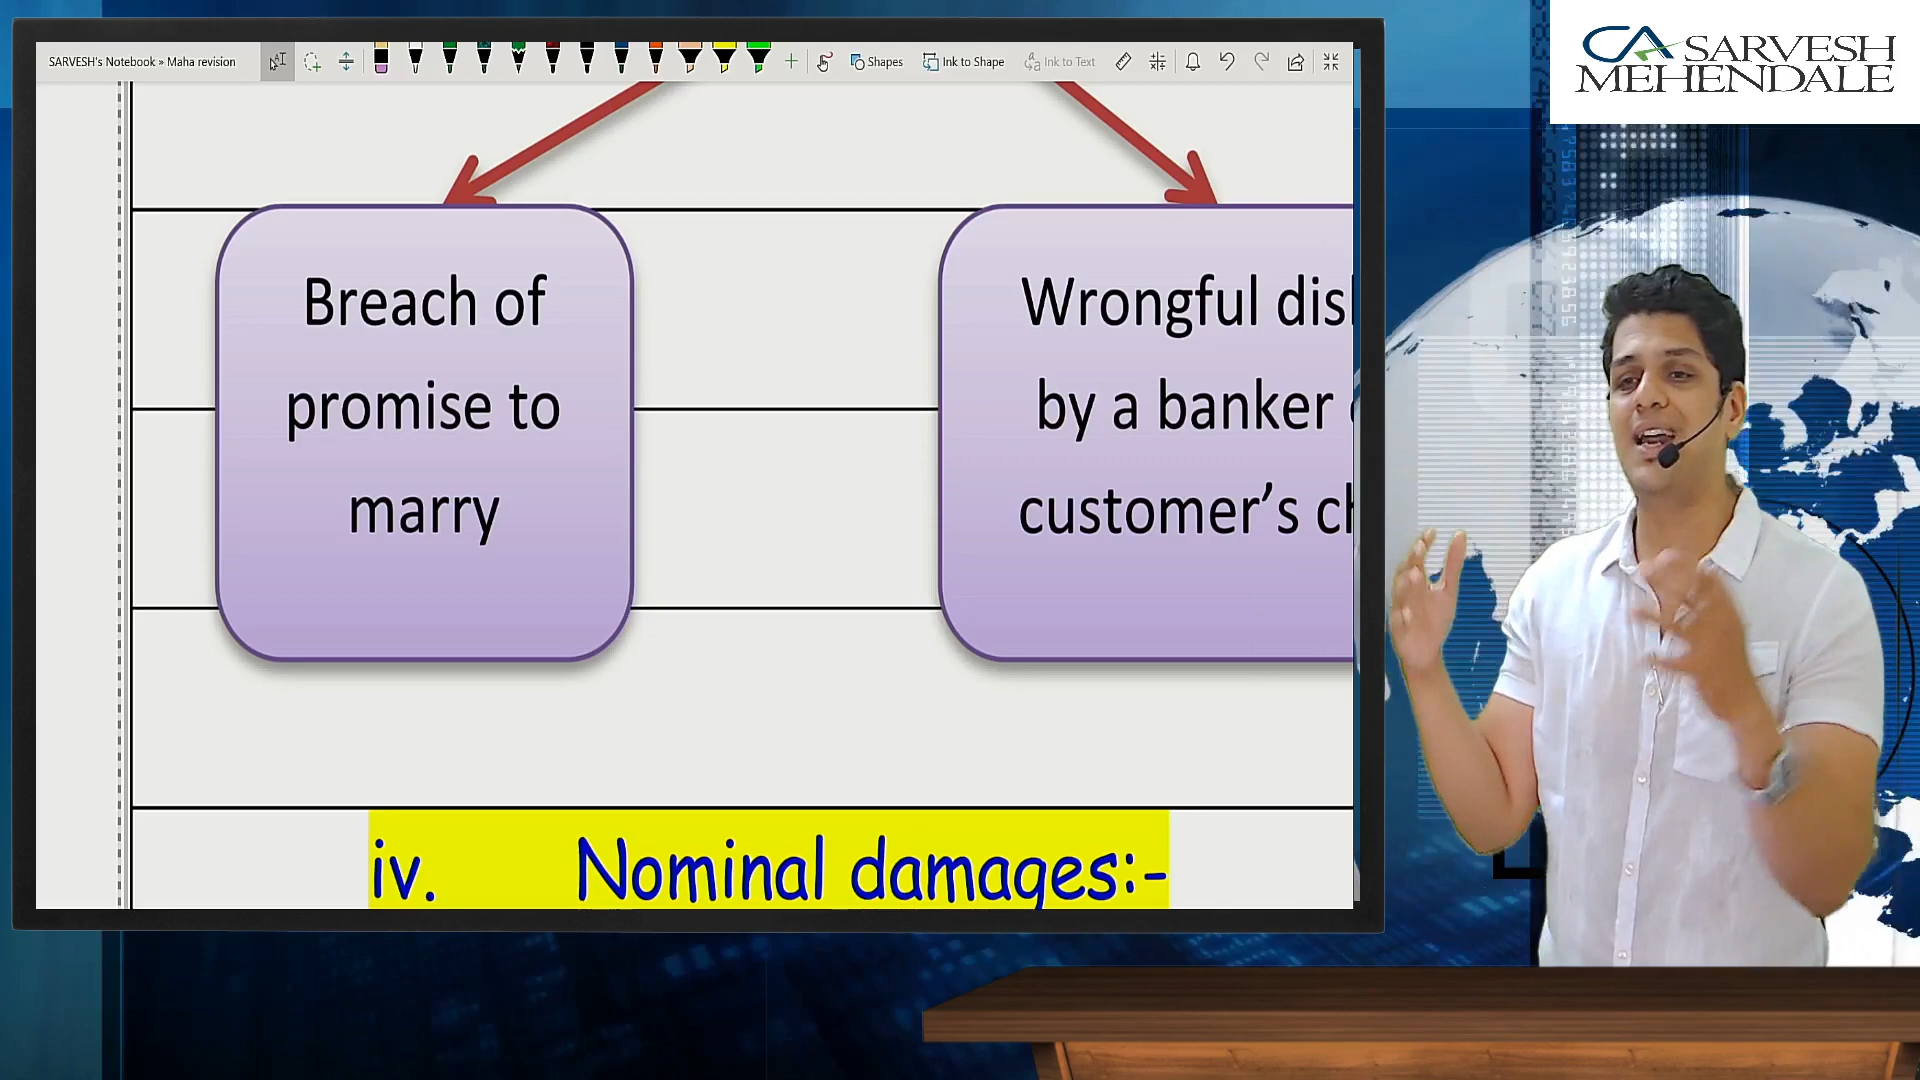 SARVESH's Notebook » Maha revision
Shapes
Ink to Shape
Ink to Text
CA SARVESH
MEHENDALE
Breach of
promise to
marry
Wrongful
by a banker
customer's
iv. Nominal damages:-